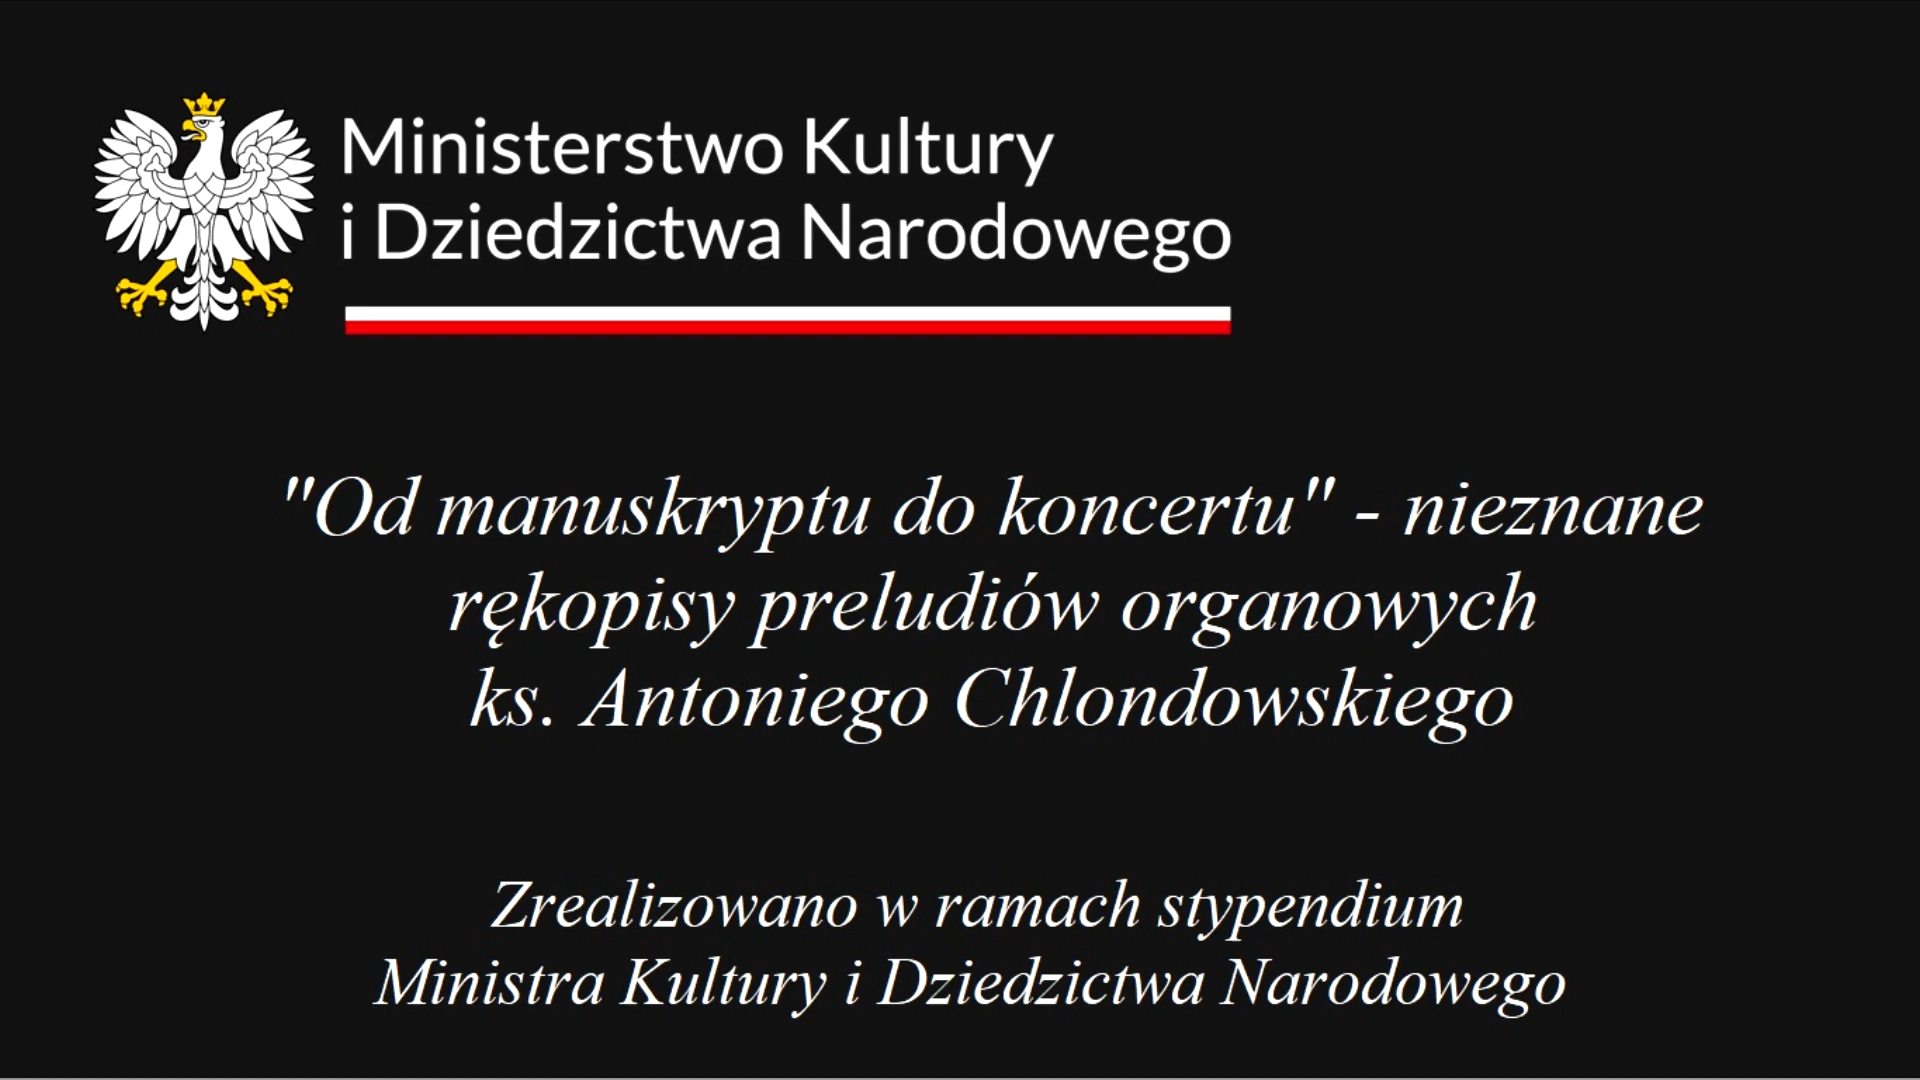 Ministerstwo Kultury
i Dziedzictwa Narodowego
"Od manuskryptu do koncertu" - nieznane
rękopisy preludiów organowych
ks. Antoniego Chlondowskiego
Zrealizowano w ramach stypendium
Ministra Kultury i Dziedzictwa Narodowego